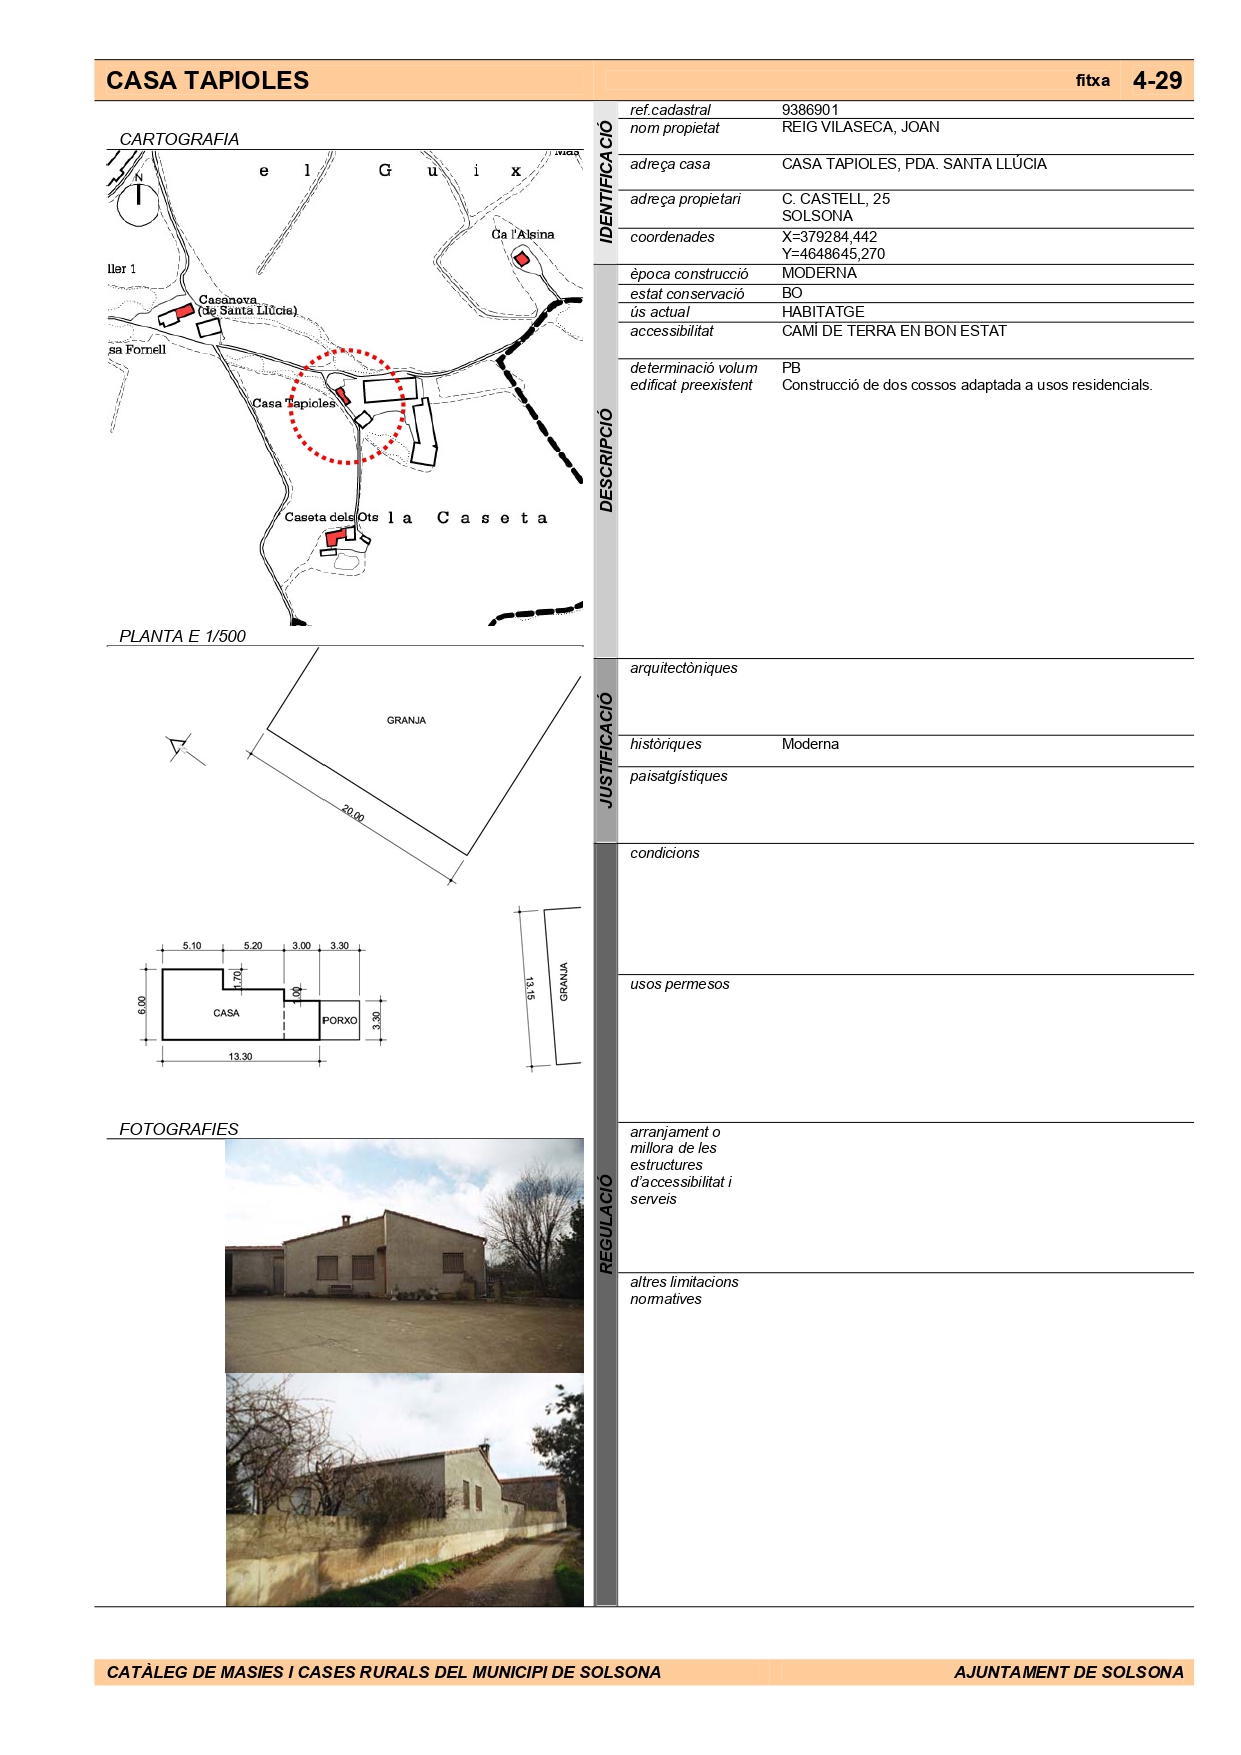 CASA TAPIOLES
fitxa 4-29
CARTOGRAFIA
N
e l G u i x
Mas
Ca l'Alsina
ller 1
Casanova
(de Santa Llúcia)
sa Fornell
Casa Tapioles
Caseta dels Ots
la Caseta
PLANTA E 1/500
GRANJA
20.00
5.10 5.20 3.00 3.30
1.70
1.00
6.00
CASA
PORXO
3.30
13.30
13.15
GRANJA
FOTOGRAFIES
IDENTIFICACIÓ
ref.cadastral 9386901
nom propietat REIG VILASECA, JOAN
adreça casa CASA TAPIOLES, PDA. SANTA LLÚCIA
adreça propietari C. CASTELL, 25
SOLSONA
coordenades X=379284,442
Y=4648645,270
DESCRIPCIÓ
època construcció MODERNA
estat conservació BO
ús actual HABITATGE
accessibilitat CAMÍ DE TERRA EN BON ESTAT
determinació volum PB
edificat preexistent Construcció de dos cossos adaptada a usos residencials.
JUSTIFICACIÓ
arquitectòniques
històriques Moderna
paisatgístiques
REGULACIÓ
condicions
usos permesos
arranjament o
millora de les
estructures
d'accessibilitat i
serveis
altres limitacions
normatives
CATÀLEG DE MASIES I CASES RURALS DEL MUNICIPI DE SOLSONA
AJUNTAMENT DE SOLSONA